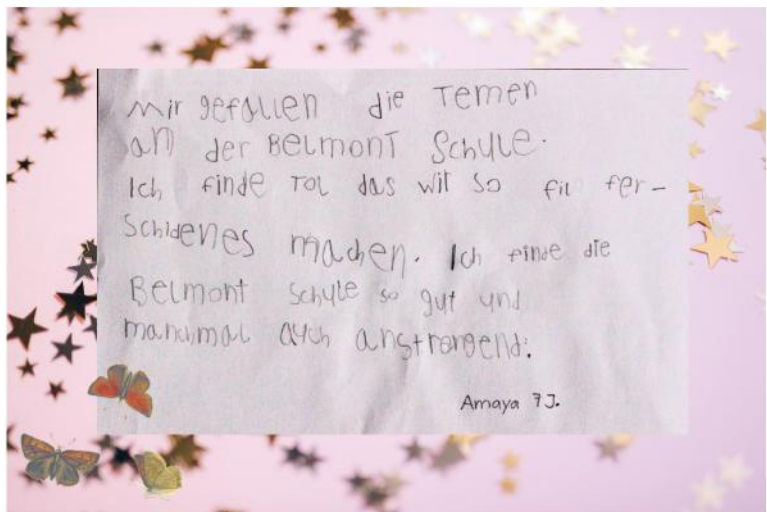 Mir gefallen die Temen
an der Belmont Schule.
Ich finde Tol das wir so fil fer-
schidenes machen. Ich finde die
Belmont Schule so gut und
manchmal auch anstrongend.
Amaya 7J.